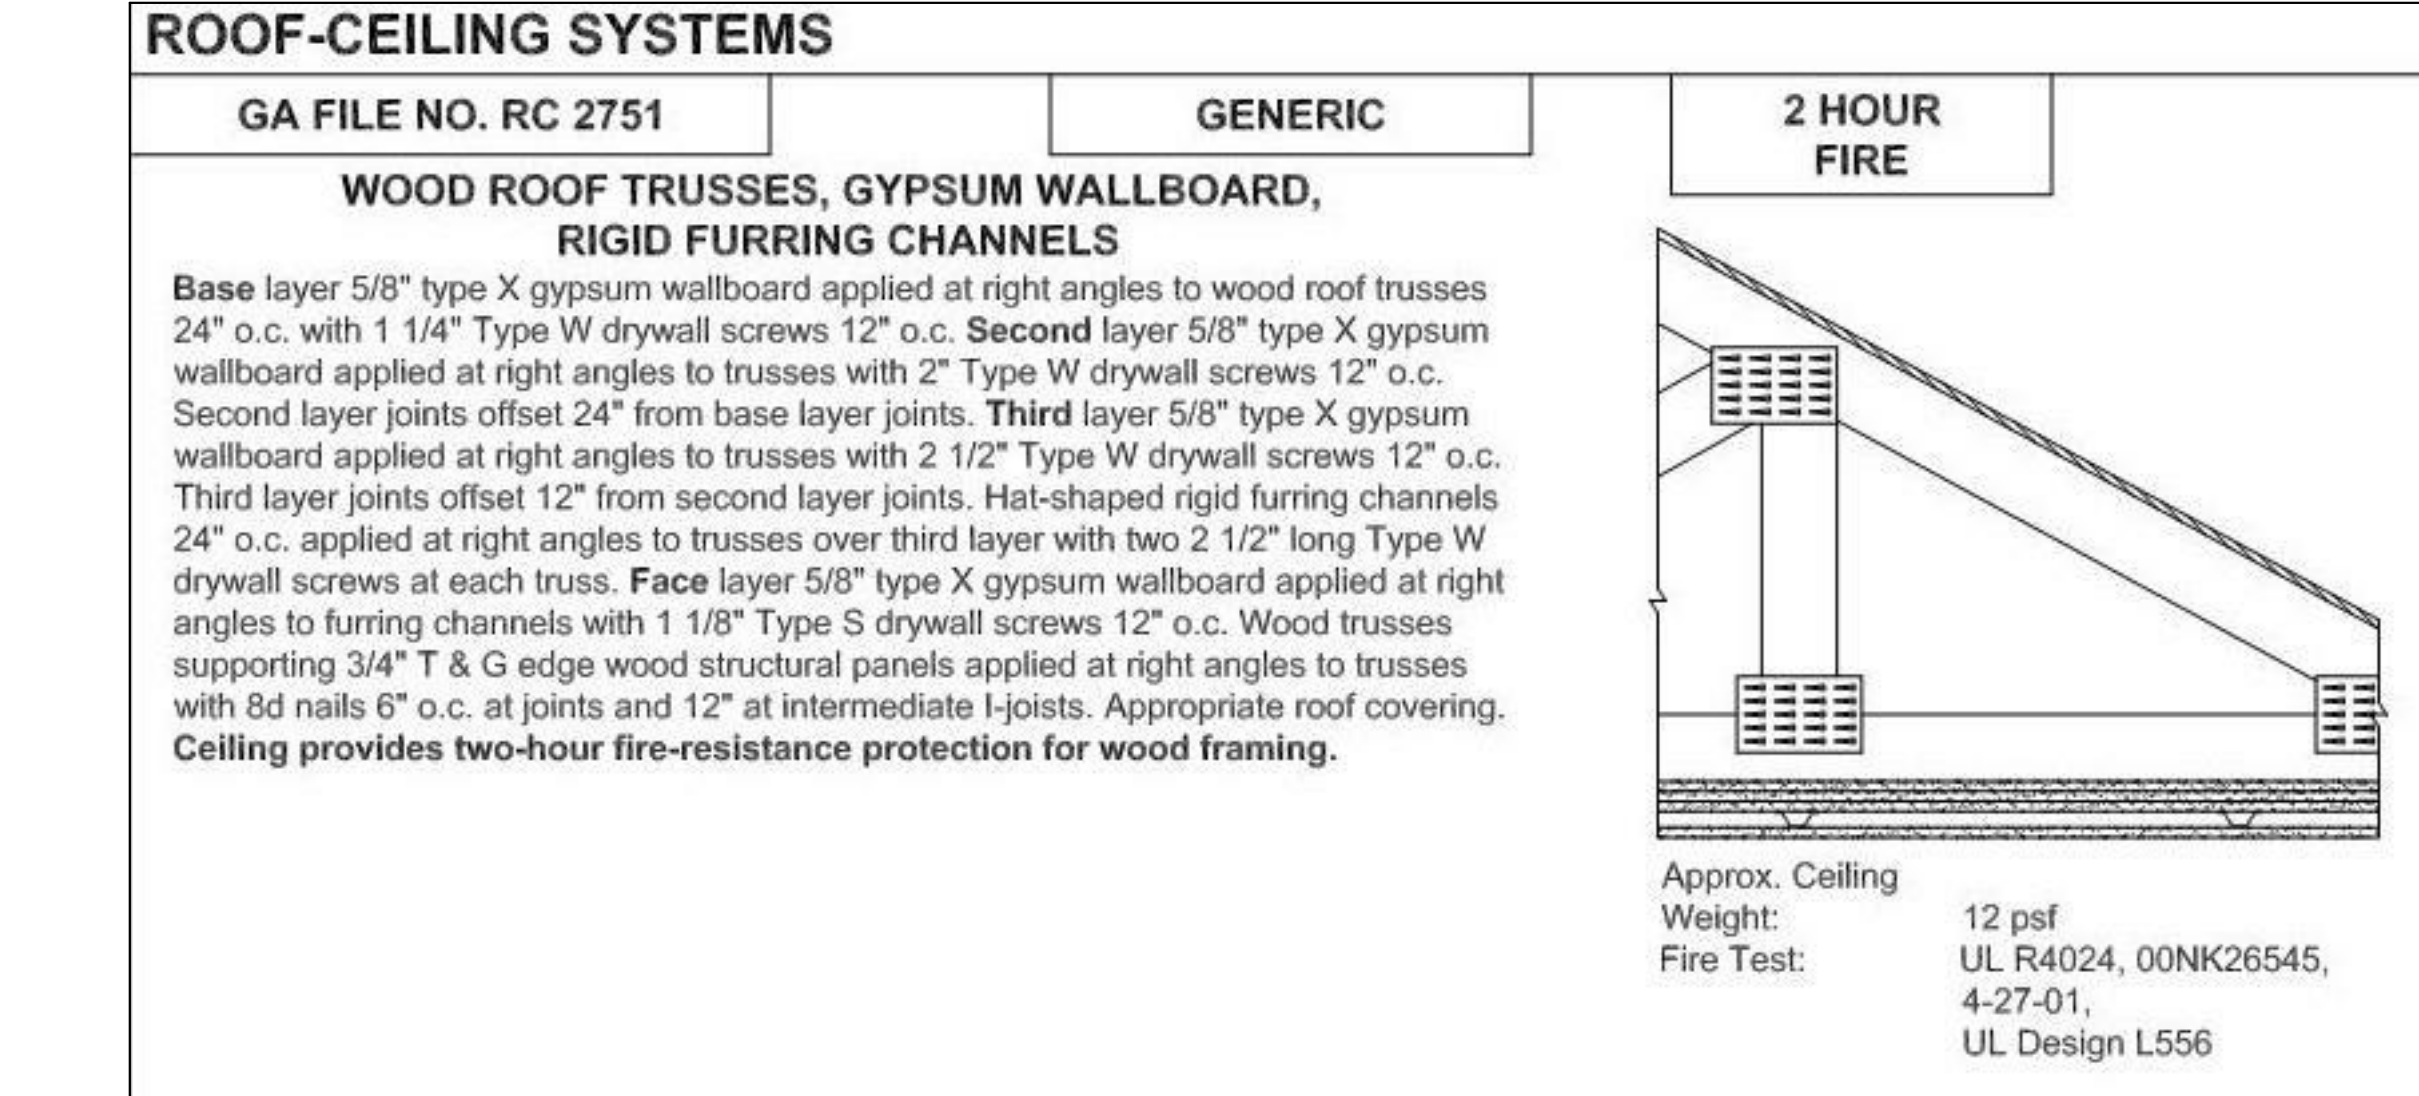 ROOF-CEILING SYSTEMS
GA FILE NO. RC 2751
GENERIC
2 HOUR
FIRE
WOOD ROOF TRUSSES, GYPSUM WALLBOARD,
RIGID FURRING CHANNELS
Base layer 5/8" type X gypsum wallboard applied at right angles to wood roof trusses
24" o.c. with 1 1/4" Type W drywall screws 12" o.c. Second layer 5/8" type X gypsum
wallboard applied at right angles to trusses with 2" Type W drywall screws 12" o.c.
Second layer joints offset 24" from base layer joints. Third layer 5/8" type X gypsum
wallboard applied at right angles to trusses with 2 1/2" Type W drywall screws 12" o.c.
Third layer joints offset 12" from second layer joints. Hat-shaped rigid furring channels
24" o.c. applied at right angles to trusses over third layer with two 2 1/2" long Type W
drywall screws at each truss. Face layer 5/8" type X gypsum wallboard applied at right
angles to furring channels with 1 1/8" Type S drywall screws 12" o.c. Wood trusses
supporting 3/4" T & G edge wood structural panels applied at right angles to trusses
with 8d nails 6" o.c. at joints and 12" at intermediate I-joists. Appropriate roof covering.
Ceiling provides two-hour fire-resistance protection for wood framing.
Approx. Ceiling
Weight: 12 psf
Fire Test: UL R4024, 00NK26545,
4-27-01,
UL Design L556